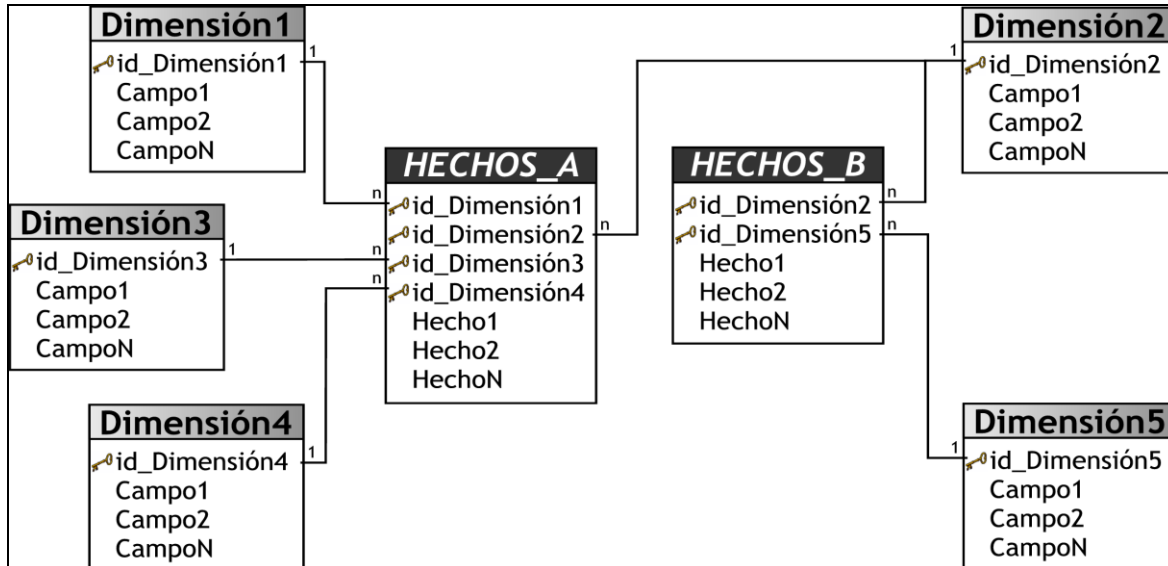 Dimensión1
id_Dimensión1
Campo1
Campo2
CampoN
1
Dimensión2
id_Dimensión2
Campo1
Campo2
CampoN
1
HECHOS_A
id_Dimensión1
id_Dimensión2
id_Dimensión3
id_Dimensión4
Hecho1
Hecho2
HechoN
n
n
n
n
HECHOS_B
id_Dimensión2
id_Dimensión5
Hecho1
Hecho2
HechoN
n
n
Dimensión3
id_Dimensión3
Campo1
Campo2
CampoN
1
Dimensión4
id_Dimensión4
Campo1
Campo2
CampoN
1
Dimensión5
id_Dimensión5
Campo1
Campo2
CampoN
1